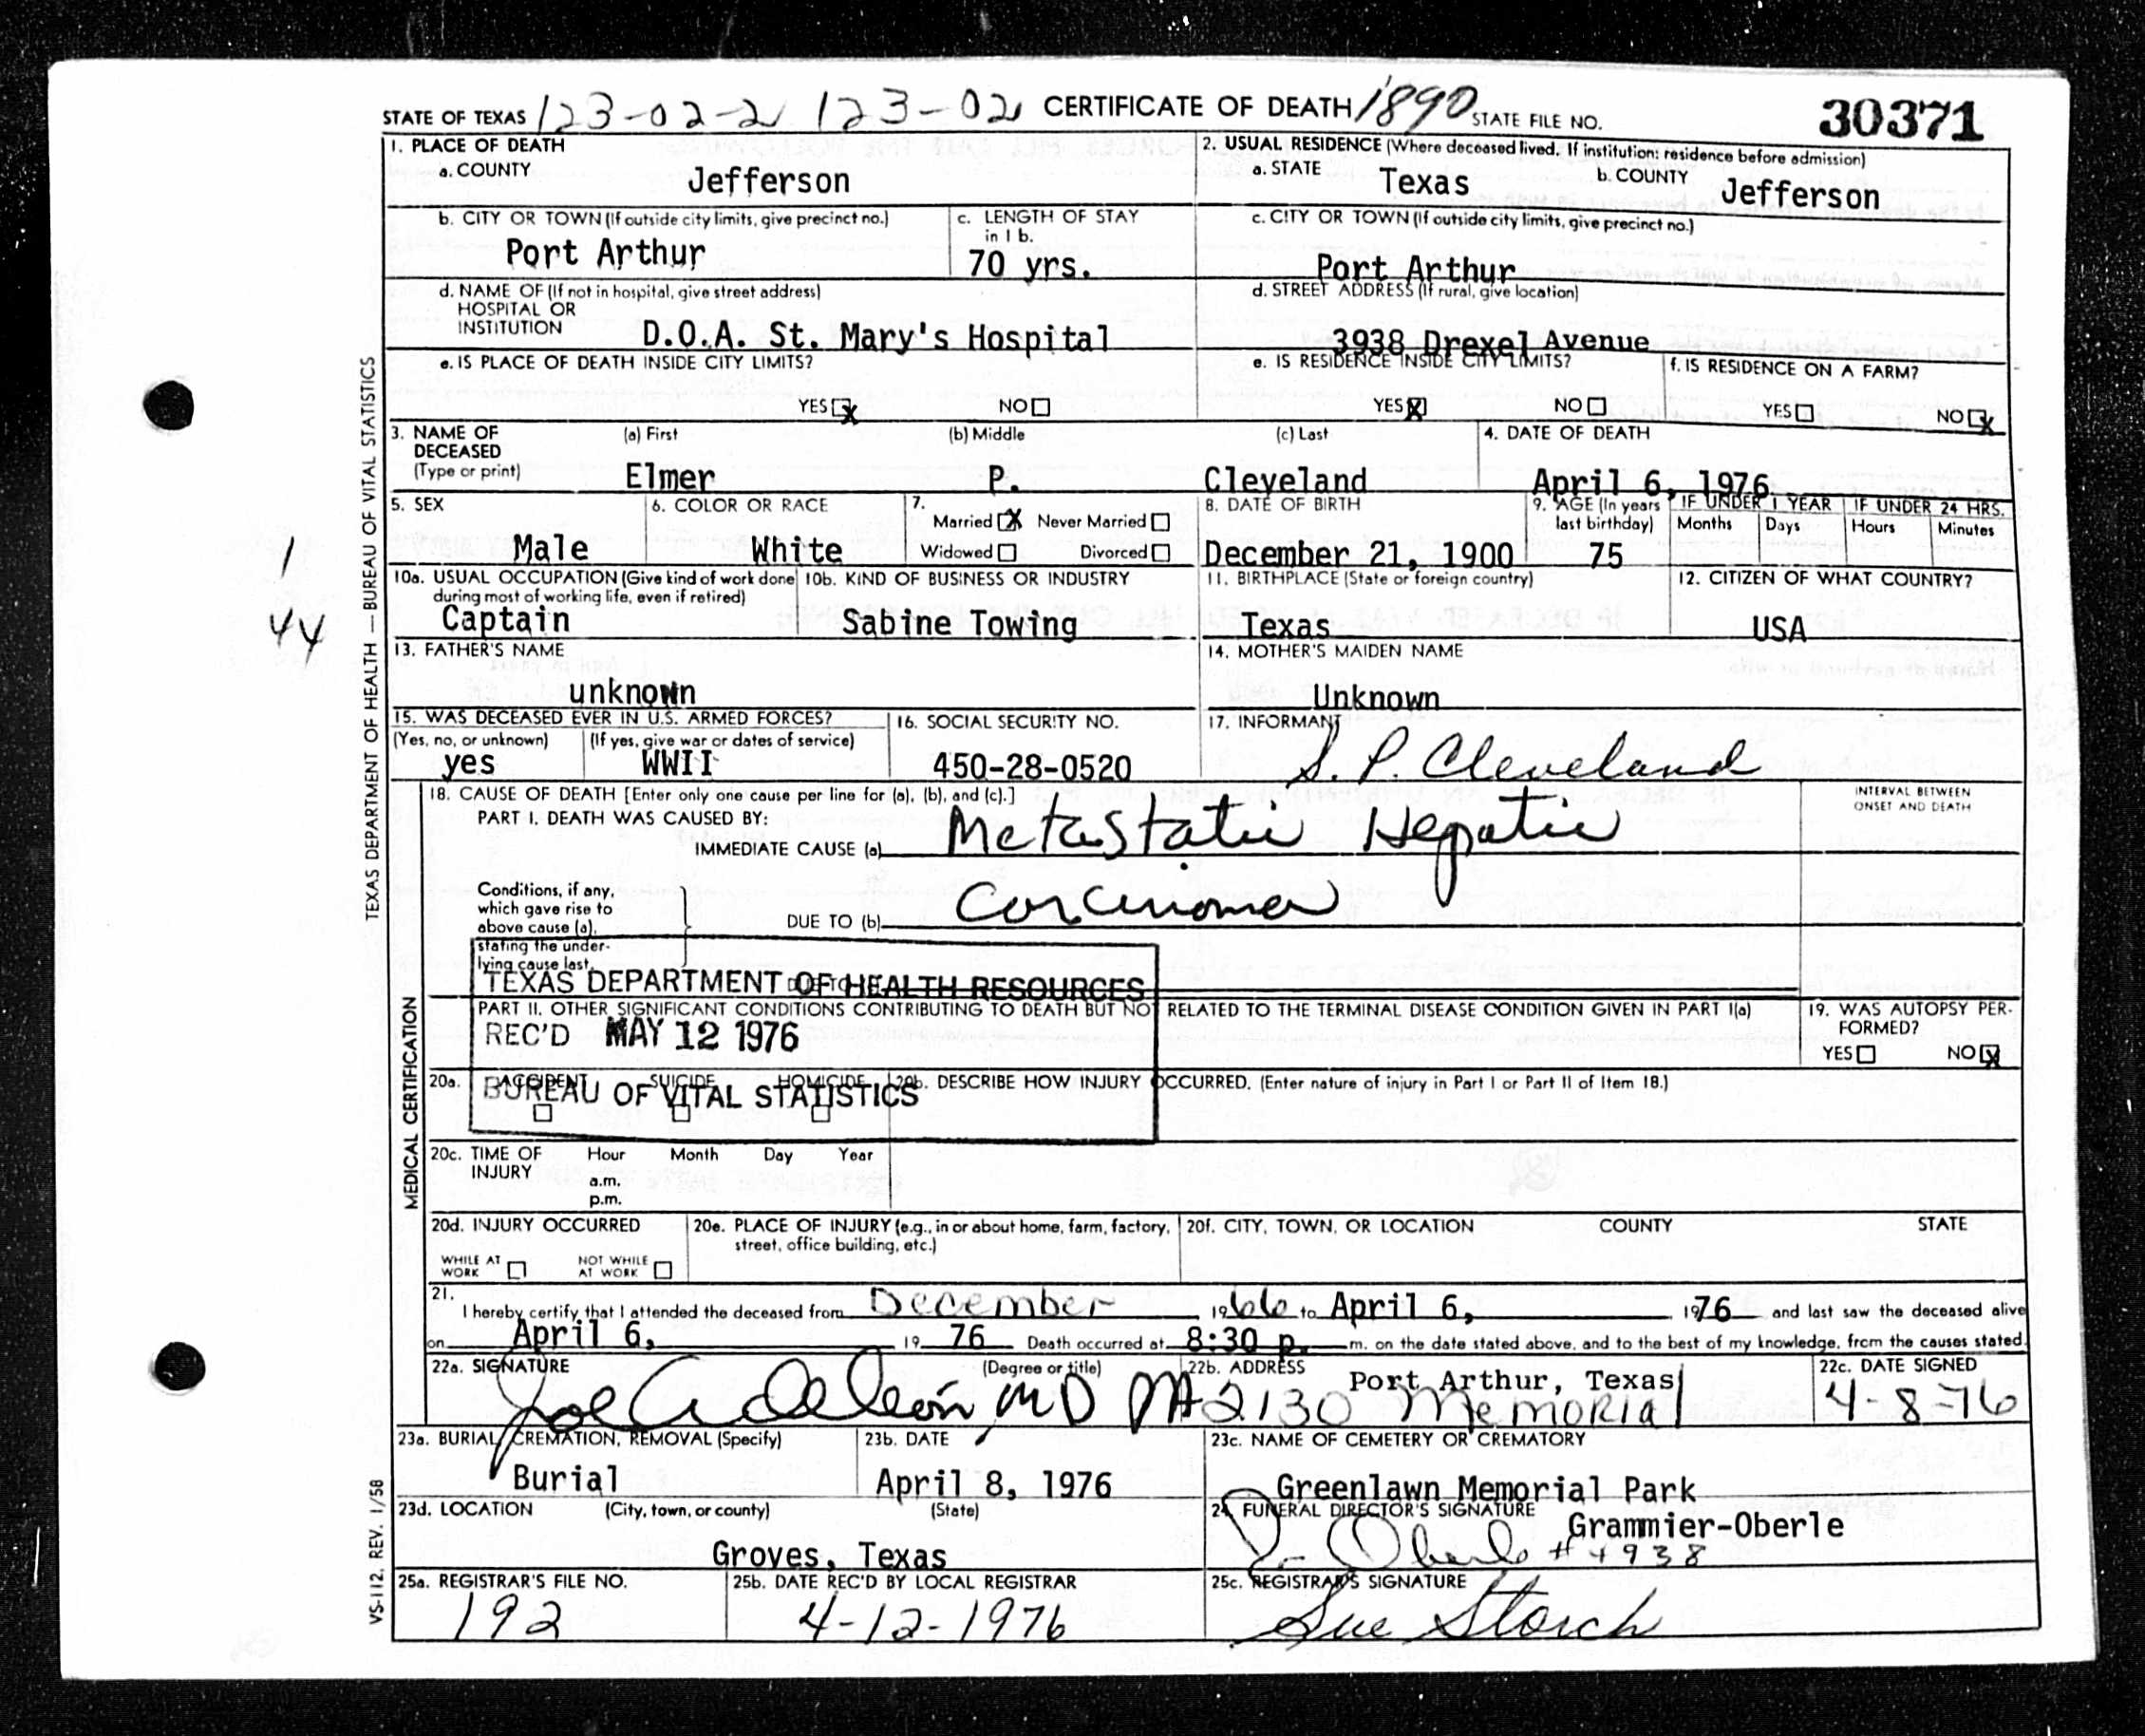 STATE OF TEXAS 123-02-2 123-02 CERTIFICATE OF DEATH 1890 STATE FILE NO. 30371
1. PLACE OF DEATH
a. COUNTY
Jefferson
2. USUAL RESIDENCE (Where deceased lived. If institution: residence before admission)
a. STATE Texas b. COUNTY Jefferson
b. CITY OR TOWN (If outside city limits, give precinct no.)
Port Arthur
c. LENGTH OF STAY
in 1 b.
70 yrs.
c. CITY OR TOWN (If outside city limits, give precinct no.)
Port Arthur
d. NAME OF (If not in hospital, give street address)
HOSPITAL OR
INSTITUTION D.O.A. St. Mary's Hospital
d. STREET ADDRESS (If rural, give location)
3938 Drexel Avenue
e. IS PLACE OF DEATH INSIDE CITY LIMITS?
YES X NO
e. IS RESIDENCE INSIDE CITY LIMITS?
YES X NO
f. IS RESIDENCE ON A FARM?
YES NO X
3. NAME OF
DECEASED
(Type or print)
(a) First (b) Middle (c) Last
Elmer P. Cleveland
4. DATE OF DEATH
April 6, 1976
5. SEX
Male
6. COLOR OR RACE
White
7.
Married X Never Married
Widowed Divorced
8. DATE OF BIRTH
December 21, 1900
9. AGE (In years
last birthday)
75
IF UNDER 1 YEAR
Months Days
IF UNDER 24 HRS.
Hours Minutes
10a. USUAL OCCUPATION (Give kind of work done
during most of working life, even if retired)
Captain
10b. KIND OF BUSINESS OR INDUSTRY
Sabine Towing
11. BIRTHPLACE (State or foreign country)
Texas
12. CITIZEN OF WHAT COUNTRY?
USA
13. FATHER'S NAME
unknown
14. MOTHER'S MAIDEN NAME
Unknown
15. WAS DECEASED EVER IN U.S. ARMED FORCES?
(Yes, no, or unknown) (If yes, give war or dates of service)
yes WWII
16. SOCIAL SECURITY NO.
450-28-0520
17. INFORMANT
S. P. Cleveland
18. CAUSE OF DEATH [Enter only one cause per line for (a), (b), and (c).]
INTERVAL BETWEEN
ONSET AND DEATH
PART I. DEATH WAS CAUSED BY:
IMMEDIATE CAUSE (a) Metastatic Hepatic
Conditions, if any,
which gave rise to
above cause (a),
stating the under-
lying cause last.
DUE TO (b) Carcinoma
TEXAS DEPARTMENT OF HEALTH RESOURCES
REC'D MAY 12 1976
BUREAU OF VITAL STATISTICS
PART II. OTHER SIGNIFICANT CONDITIONS CONTRIBUTING TO DEATH BUT NOT RELATED TO THE TERMINAL DISEASE CONDITION GIVEN IN PART I(a)
19. WAS AUTOPSY PER-
FORMED?
YES NO X
20a. ACCIDENT SUICIDE HOMICIDE
20b. DESCRIBE HOW INJURY OCCURRED. (Enter nature of injury in Part I or Part II of Item 18.)
20c. TIME OF
INJURY
Hour Month Day Year
a.m.
p.m.
20d. INJURY OCCURRED
WHILE AT
WORK
NOT WHILE
AT WORK
20e. PLACE OF INJURY (e.g., in or about home, farm, factory,
street, office building, etc.)
20f. CITY, TOWN, OR LOCATION COUNTY STATE
21.
I hereby certify that I attended the deceased from December 1966 to April 6, 1976 and last saw the deceased alive
on April 6, 19 76 Death occurred at 8:30 p. m. on the date stated above, and to the best of my knowledge, from the causes stated.
22a. SIGNATURE (Degree or title)
Joe A De León, MD PA
22b. ADDRESS
Port Arthur, Texas
2130 Memorial
22c. DATE SIGNED
4-8-76
23a. BURIAL, CREMATION, REMOVAL (Specify)
Burial
23b. DATE
April 8, 1976
23c. NAME OF CEMETERY OR CREMATORY
Greenlawn Memorial Park
23d. LOCATION (City, town, or county) (State)
Groves, Texas
24. FUNERAL DIRECTOR'S SIGNATURE
Grammier-Oberle
Oberle #4938
25a. REGISTRAR'S FILE NO.
192
25b. DATE REC'D BY LOCAL REGISTRAR
4-12-1976
25c. REGISTRAR'S SIGNATURE
Sue Storch
TEXAS DEPARTMENT OF HEALTH — BUREAU OF VITAL STATISTICS
MEDICAL CERTIFICATION
VS-112, REV. 1/58
1
44